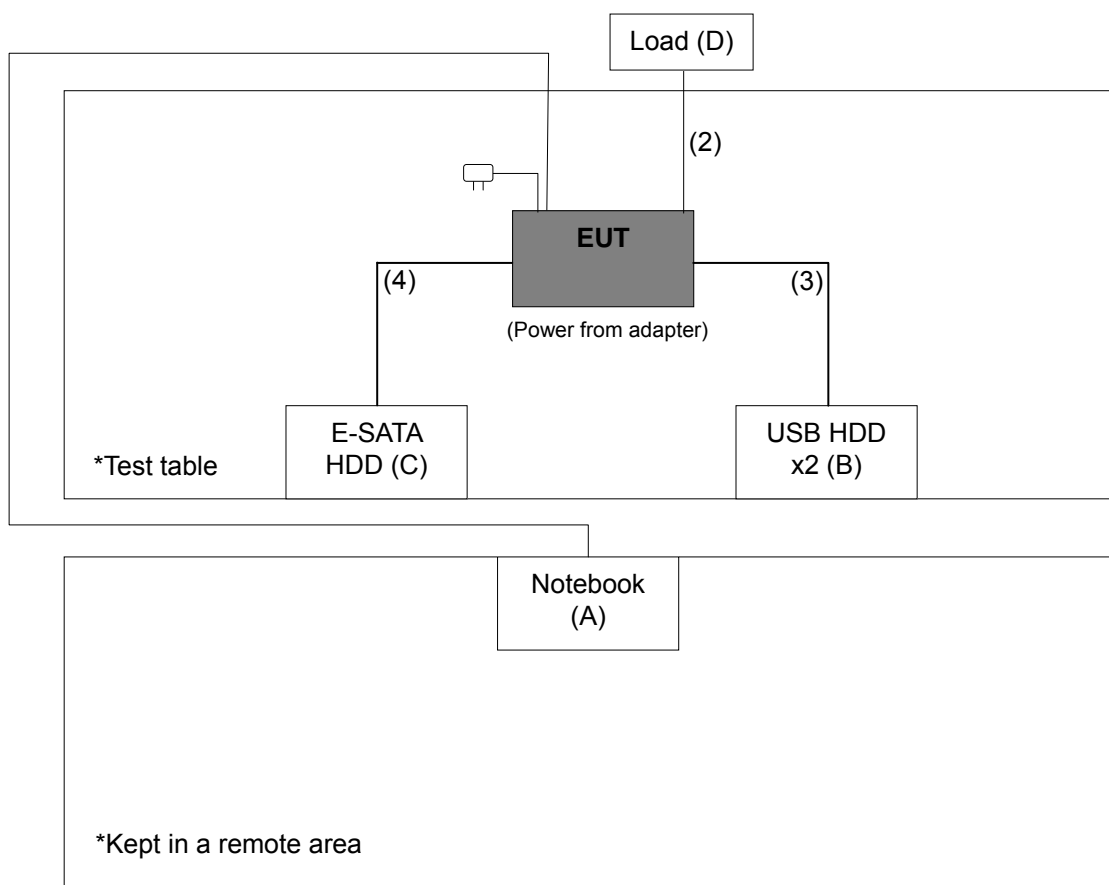 Load (D)
(2)
EUT
(4)
(3)
(Power from adapter)
E-SATA
HDD (C)
USB HDD
x2 (B)
*Test table
Notebook
(A)
*Kept in a remote area